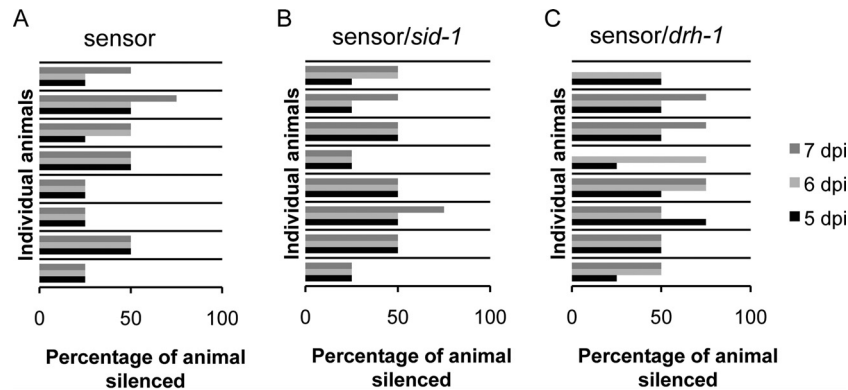 A
sensor
Individual animals
0 50 100
Percentage of animal
silenced
B
sensor/sid-1
Individual animals
0 50 100
Percentage of animal
silenced
C
sensor/drh-1
Individual animals
0 50 100
Percentage of animal
silenced
7 dpi
6 dpi
5 dpi